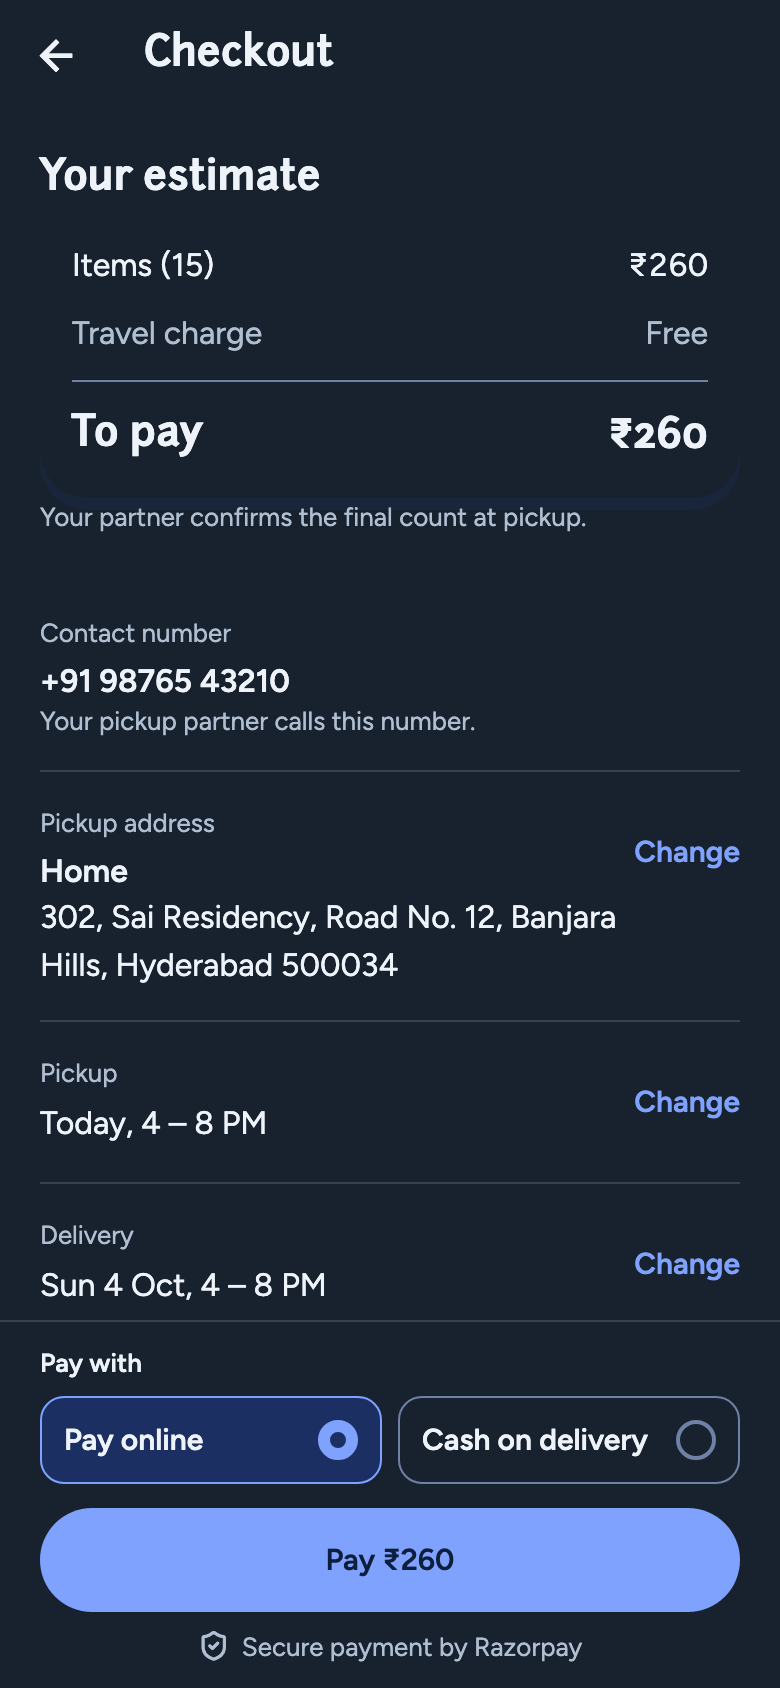 Checkout
Your estimate
Items (15) ₹260
Travel charge Free
To pay ₹260
Your partner confirms the final count at pickup.
Contact number
+91 98765 43210
Your pickup partner calls this number.
Pickup address
Change
Home
302, Sai Residency, Road No. 12, Banjara
Hills, Hyderabad 500034
Pickup
Change
Today, 4 – 8 PM
Delivery
Change
Sun 4 Oct, 4 – 8 PM
Pay with
Pay online Cash on delivery
Pay ₹260
Secure payment by Razorpay